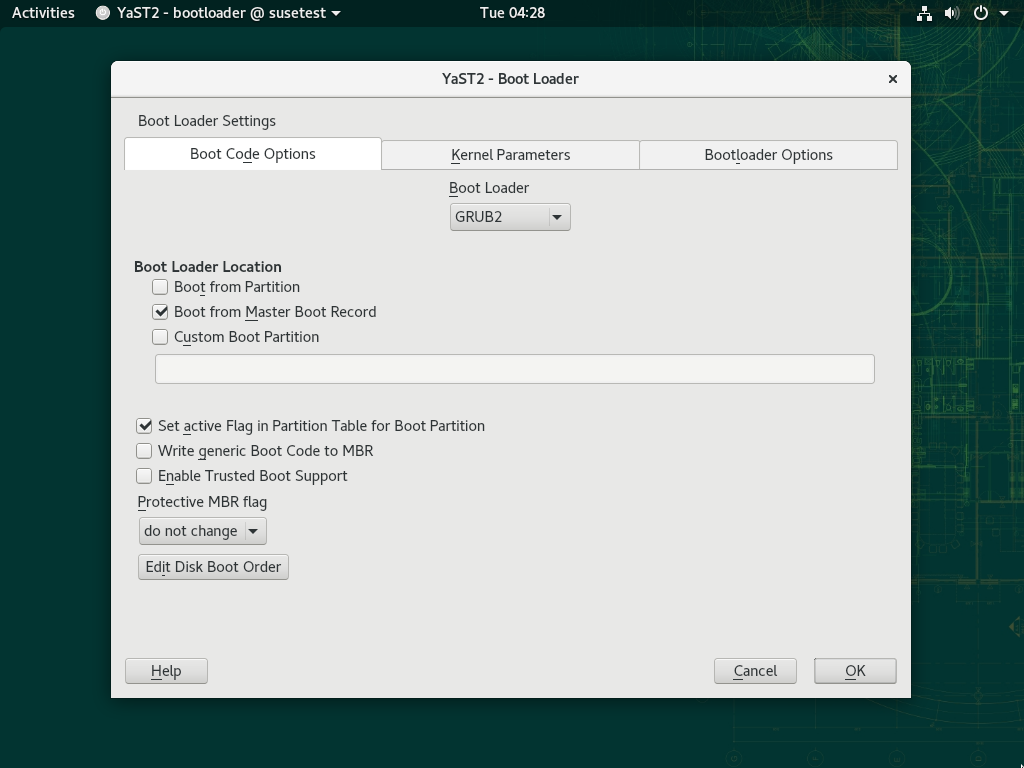 Activities YaST2 - bootloader @ susetest Tue 04:28
YaST2 - Boot Loader
Boot Loader Settings
Boot Code Options Kernel Parameters Bootloader Options
Boot Loader
GRUB2
Boot Loader Location
Boot from Partition
Boot from Master Boot Record
Custom Boot Partition
Set active Flag in Partition Table for Boot Partition
Write generic Boot Code to MBR
Enable Trusted Boot Support
Protective MBR flag
do not change
Edit Disk Boot Order
Help Cancel OK